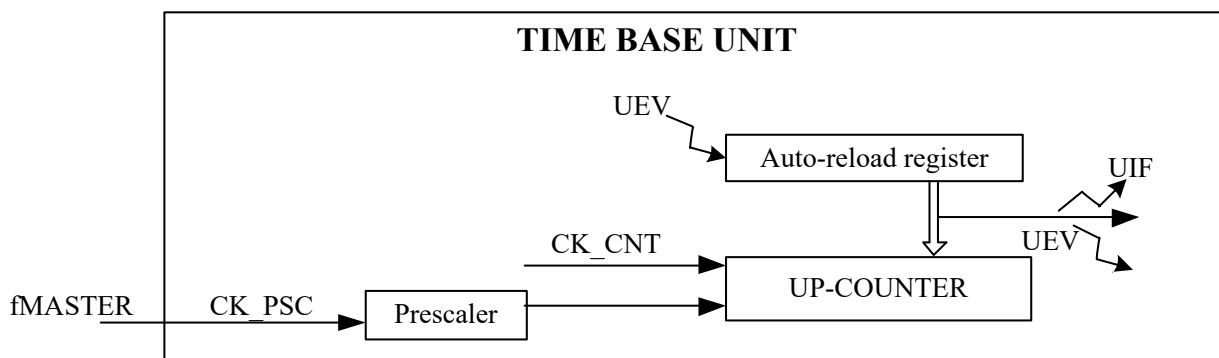 TIME BASE UNIT
UEV
Auto-reload register
UIF
UEV
CK_CNT
UP-COUNTER
fMASTER
CK_PSC
Prescaler